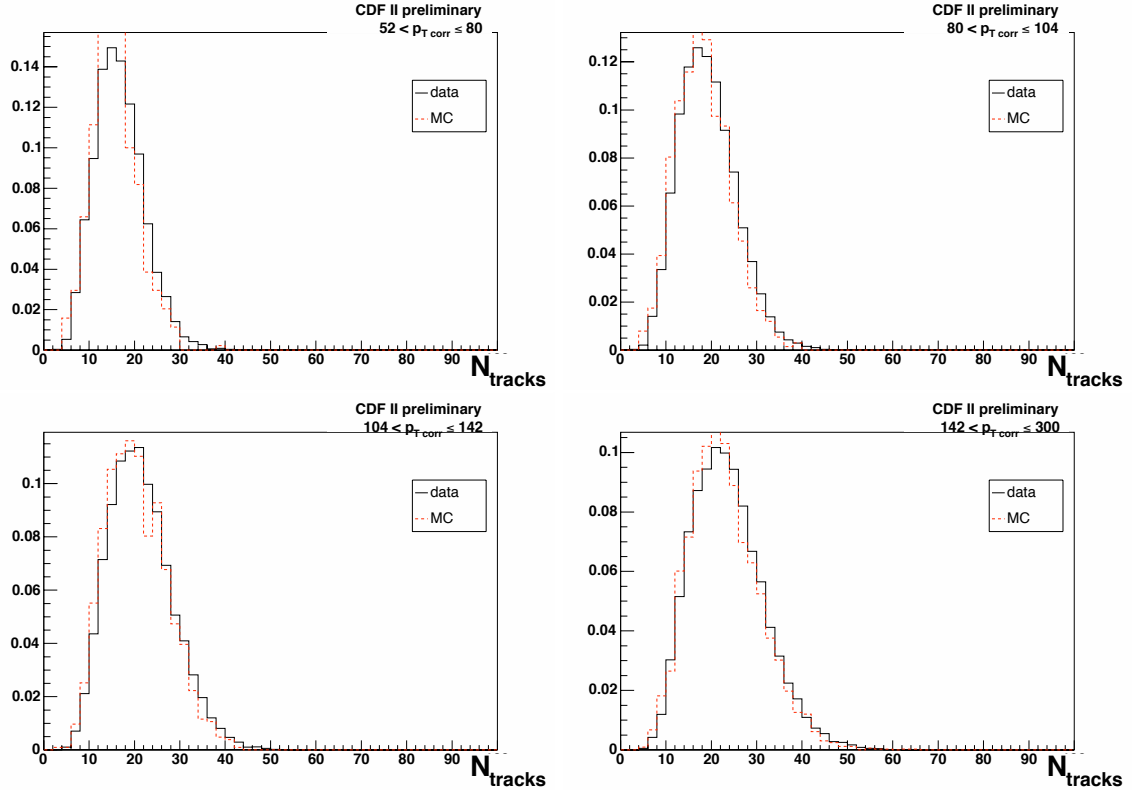 CDF II preliminary
52 < p_T corr ≤ 80
0.14
0.12
0.1
0.08
0.06
0.04
0.02
0
data
MC
0 10 20 30 40 50 60 70 80 90
N_tracks
CDF II preliminary
80 < p_T corr ≤ 104
0.12
0.1
0.08
0.06
0.04
0.02
0
data
MC
0 10 20 30 40 50 60 70 80 90
N_tracks
CDF II preliminary
104 < p_T corr ≤ 142
0.1
0.08
0.06
0.04
0.02
0
data
MC
0 10 20 30 40 50 60 70 80 90
N_tracks
CDF II preliminary
142 < p_T corr ≤ 300
0.1
0.08
0.06
0.04
0.02
0
data
MC
0 10 20 30 40 50 60 70 80 90
N_tracks